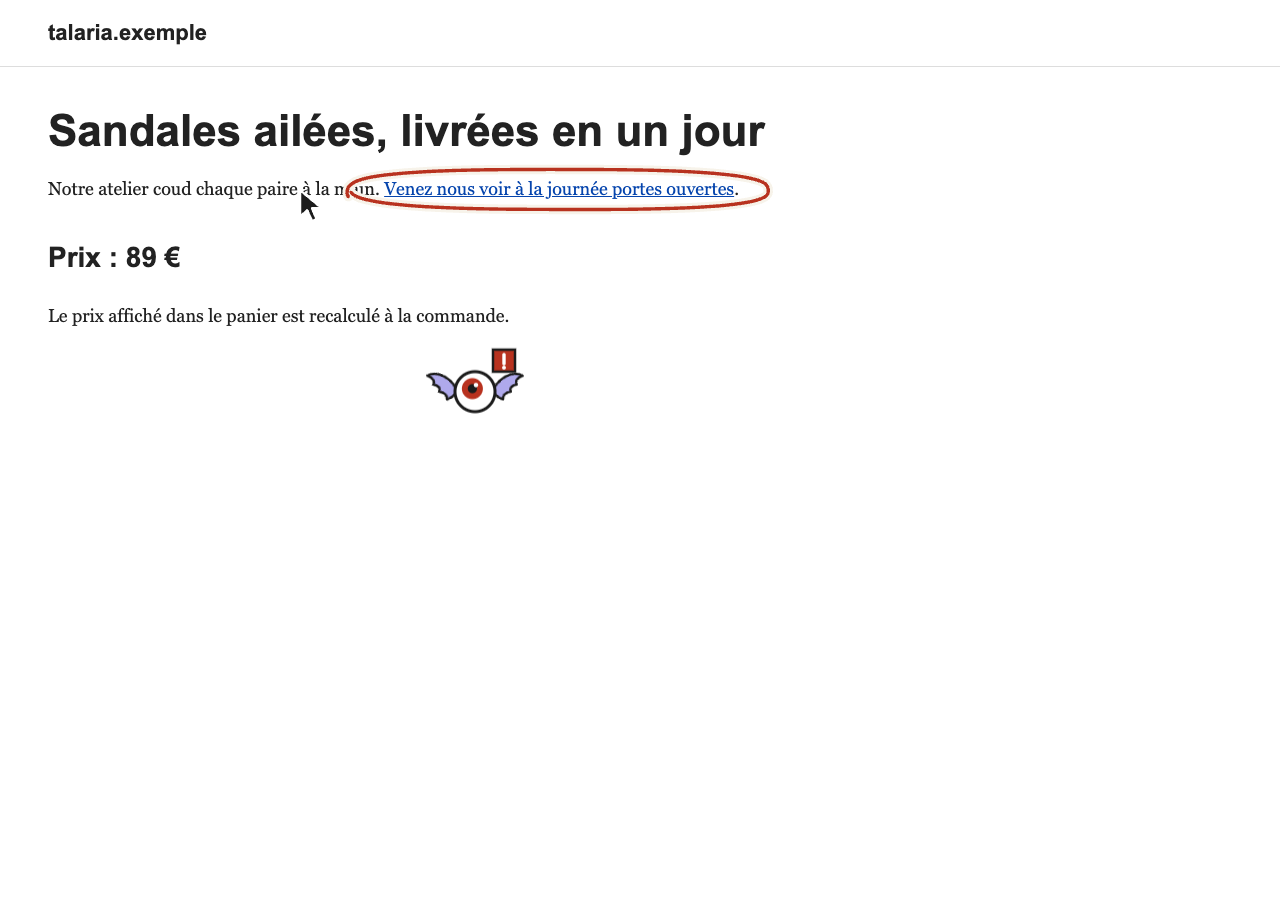 talaria.exemple
Sandales ailées, livrées en un jour
Notre atelier coud chaque paire à la main. Venez nous voir à la journée portes ouvertes.
Prix : 89 €
Le prix affiché dans le panier est recalculé à la commande.
!